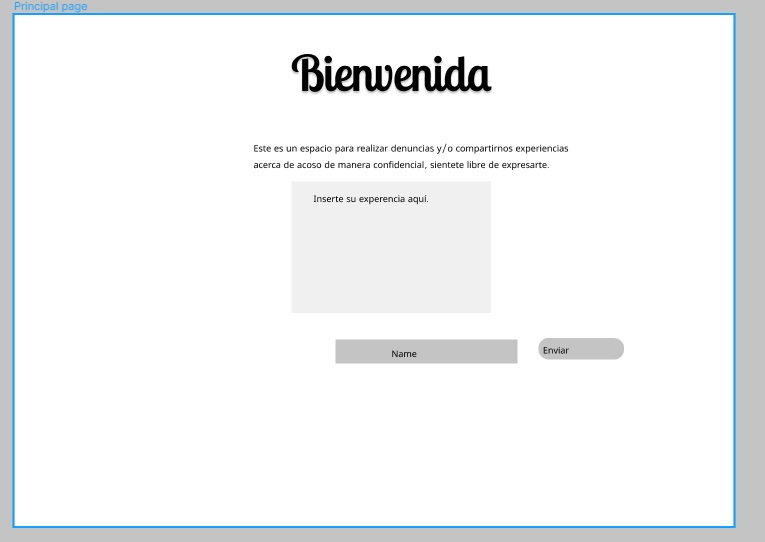 Principal page
Bienvenida
Este es un espacio para realizar denuncias y/o compartirnos experiencias
acerca de acoso de manera confidencial, sientete libre de expresarte.
Inserte su experencia aquí.
Name
Enviar